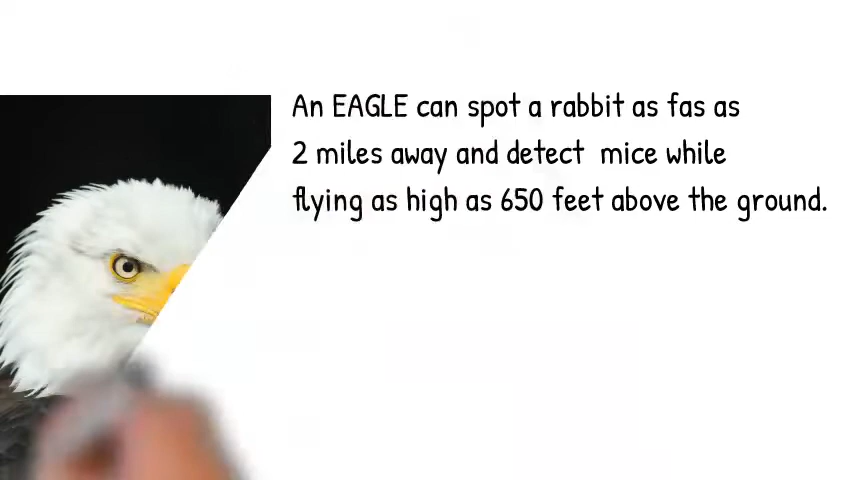 An EAGLE can spot a rabbit as fas as
2 miles away and detect mice while
flying as high as 650 feet above the ground.